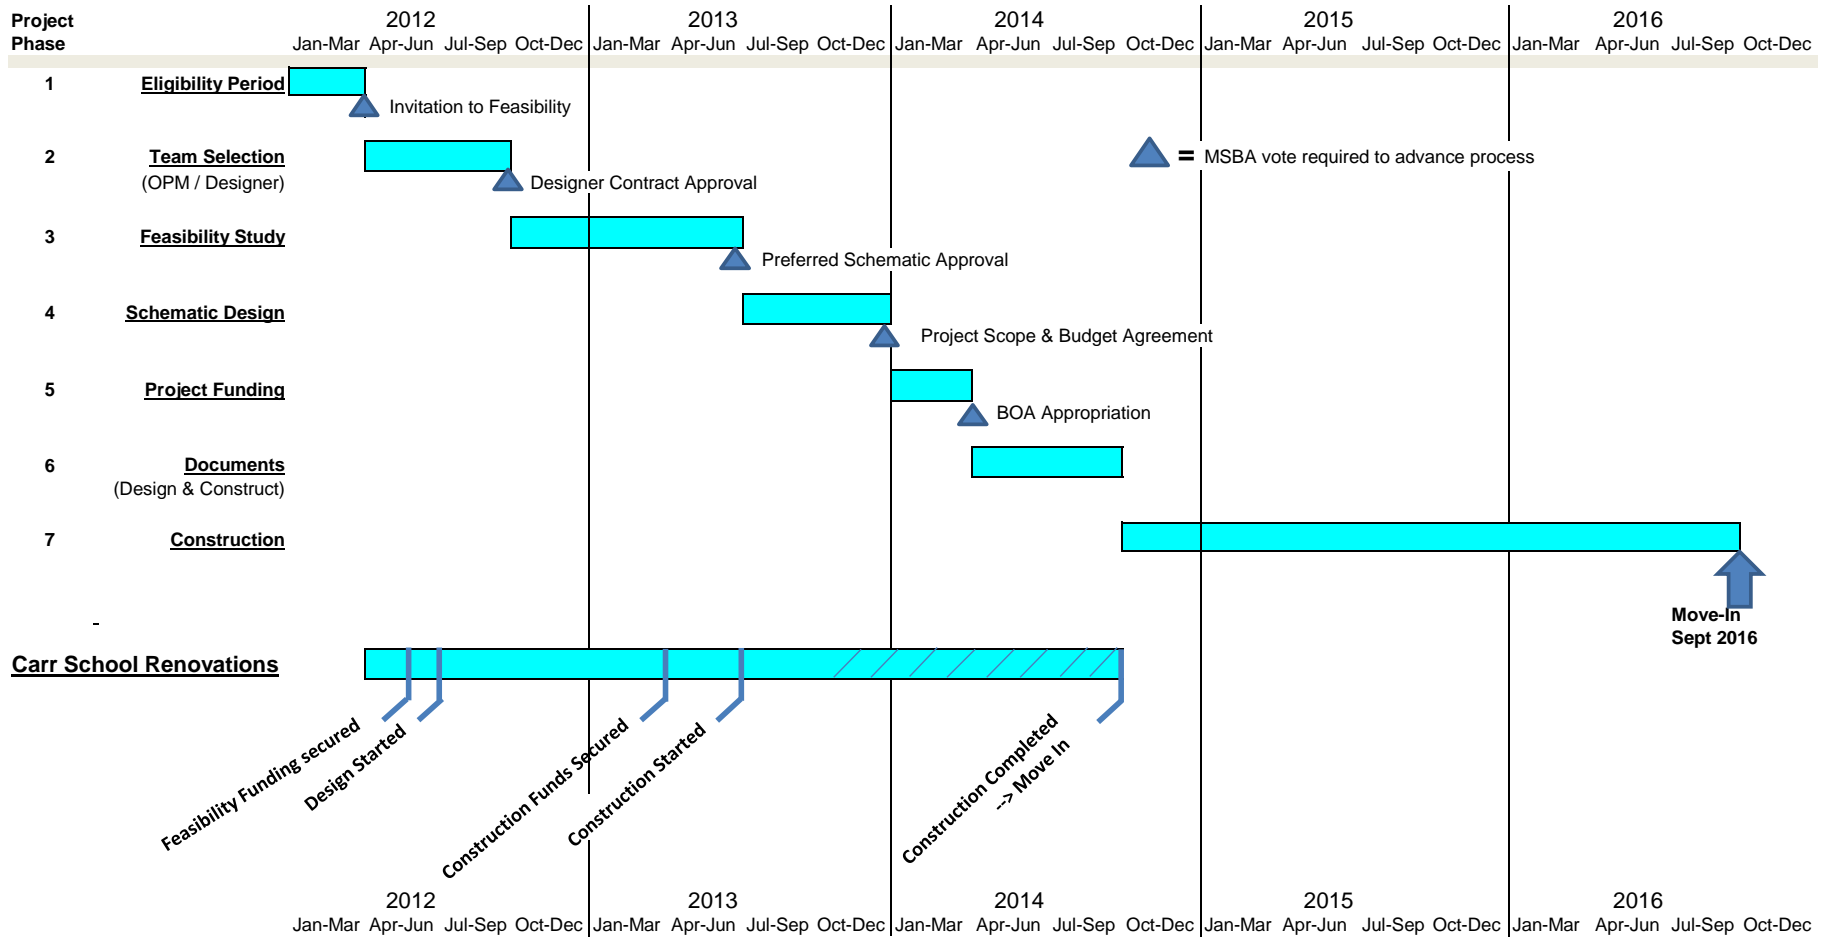 Project
Phase
2012 2013 2014 2015 2016
Jan-Mar Apr-Jun Jul-Sep Oct-Dec Jan-Mar Apr-Jun Jul-Sep Oct-Dec Jan-Mar Apr-Jun Jul-Sep Oct-Dec Jan-Mar Apr-Jun Jul-Sep Oct-Dec Jan-Mar Apr-Jun Jul-Sep Oct-Dec
1 Eligibility Period
Invitation to Feasibility
2 Team Selection
(OPM / Designer)
= MSBA vote required to advance process
Designer Contract Approval
3 Feasibility Study
Preferred Schematic Approval
4 Schematic Design
Project Scope & Budget Agreement
5 Project Funding
BOA Appropriation
6 Documents
(Design & Construct)
7 Construction
Move-In
Sept 2016
-
Carr School Renovations
Feasibility Funding secured
Design Started
Construction Funds Secured
Construction Started
Construction Completed
--> Move In
2012 2013 2014 2015 2016
Jan-Mar Apr-Jun Jul-Sep Oct-Dec Jan-Mar Apr-Jun Jul-Sep Oct-Dec Jan-Mar Apr-Jun Jul-Sep Oct-Dec Jan-Mar Apr-Jun Jul-Sep Oct-Dec Jan-Mar Apr-Jun Jul-Sep Oct-Dec